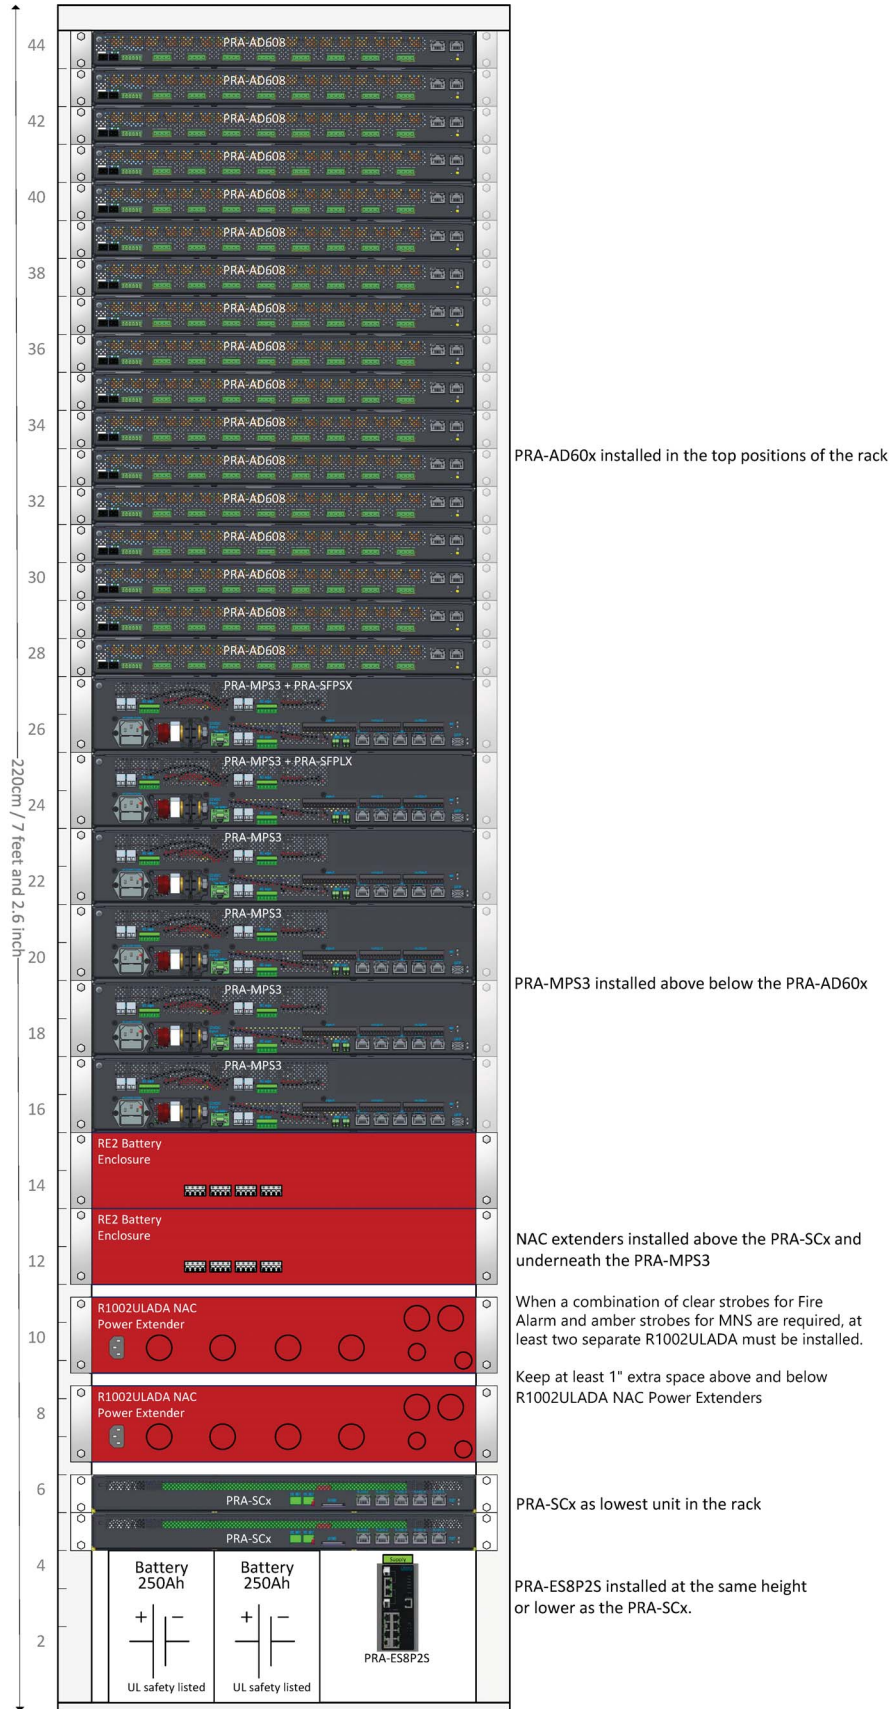 44
PRA-AD608
PRA-AD608
42
PRA-AD608
PRA-AD608
40
PRA-AD608
PRA-AD608
38
PRA-AD608
PRA-AD608
36
PRA-AD608
PRA-AD608
34
PRA-AD608
PRA-AD60x installed in the top positions of the rack
PRA-AD608
32
PRA-AD608
PRA-AD608
30
PRA-AD608
PRA-AD608
28
PRA-AD608
PRA-MPS3 + PRA-SFPSX
26
PRA-MPS3 + PRA-SFPLX
24
PRA-MPS3
22
PRA-MPS3
20
PRA-MPS3 installed above below the PRA-AD60x
PRA-MPS3
18
PRA-MPS3
16
220cm / 7 feet and 2.6 inch
RE2 Battery
Enclosure
14
RE2 Battery
Enclosure
12
NAC extenders installed above the PRA-SCx and
underneath the PRA-MPS3
R1002ULADA NAC
Power Extender
10
When a combination of clear strobes for Fire
Alarm and amber strobes for MNS are required, at
least two separate R1002ULADA must be installed.
Keep at least 1" extra space above and below
R1002ULADA NAC Power Extenders
R1002ULADA NAC
Power Extender
8
6
PRA-SCx
PRA-SCx as lowest unit in the rack
PRA-SCx
4
Battery
250Ah
+ −
UL safety listed
Battery
250Ah
+ −
UL safety listed
PRA-ES8P2S
PRA-ES8P2S installed at the same height
or lower as the PRA-SCx.
2